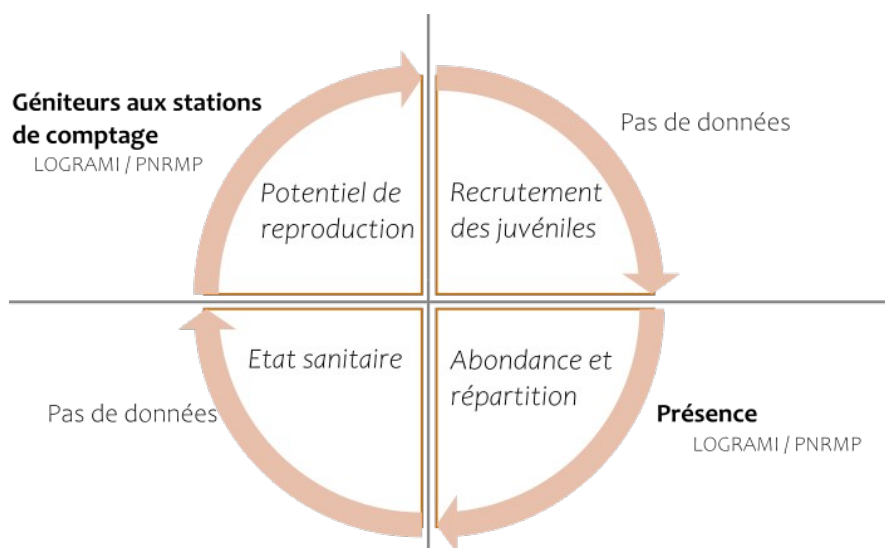 Géniteurs aux stations
de comptage
LOGRAMI / PNRMP
Potentiel de
reproduction
Pas de données
Recrutement
des juvéniles
Etat sanitaire
Pas de données
Abondance et
répartition
Présence
LOGRAMI / PNRMP